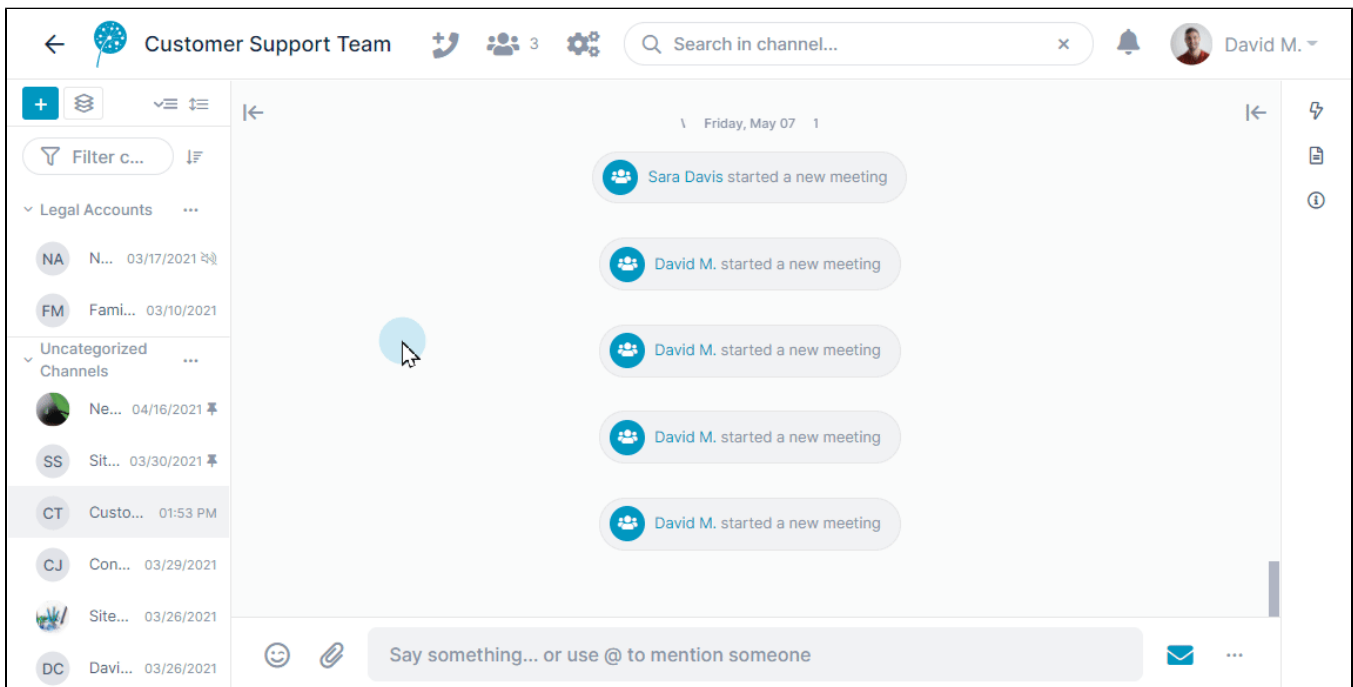 Customer Support Team
3
Search in channel...
David M.
Filter c...
Legal Accounts
NA N... 03/17/2021
FM Fami... 03/10/2021
Uncategorized
Channels
Ne... 04/16/2021
SS Sit... 03/30/2021
CT Custo... 01:53 PM
CJ Con... 03/29/2021
Site... 03/26/2021
DC Davi... 03/26/2021
\ Friday, May 07 1
Sara Davis started a new meeting
David M. started a new meeting
David M. started a new meeting
David M. started a new meeting
David M. started a new meeting
Say something... or use @ to mention someone